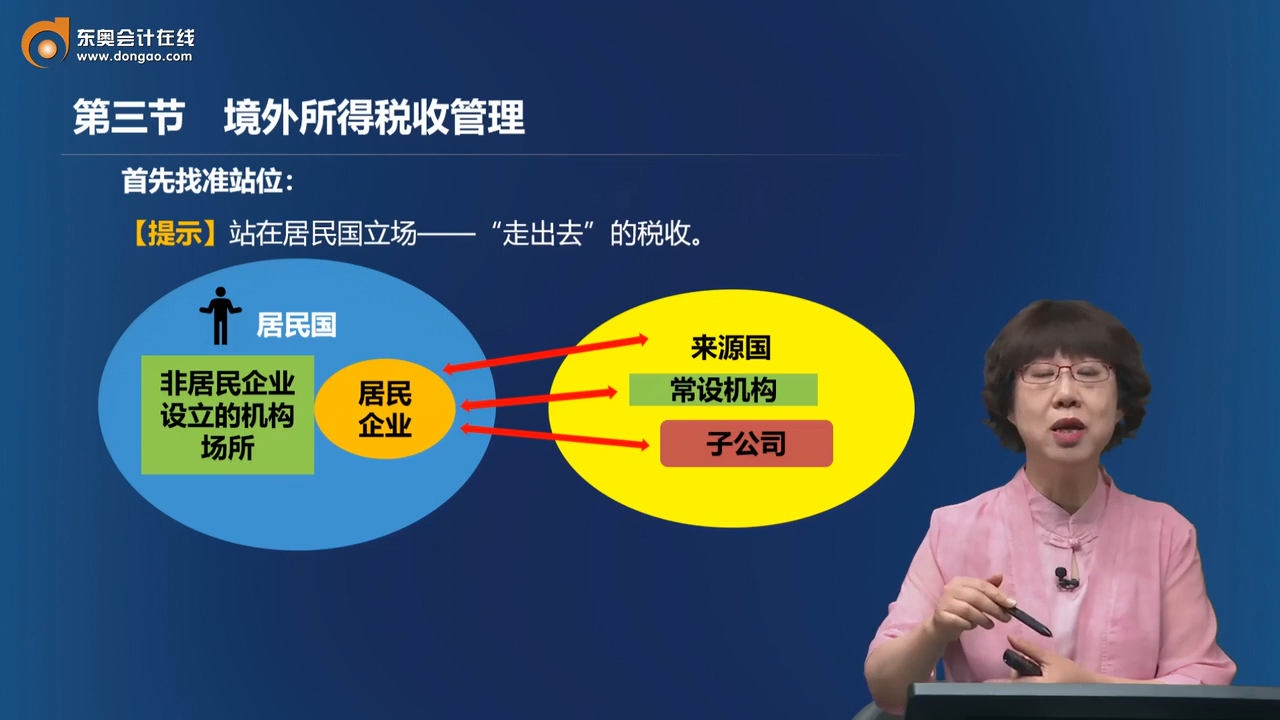 东奥会计在线
www.dongao.com
第三节 境外所得税收管理
首先找准站位：
【提示】站在居民国立场——“走出去”的税收。
居民国
非居民企业
设立的机构
场所
居民
企业
来源国
常设机构
子公司